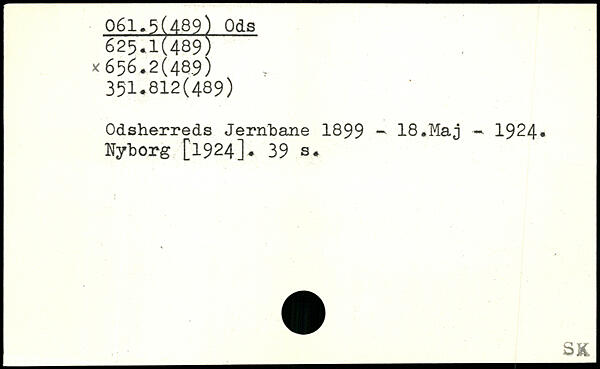 061.5(489) Ods
625.1(489)
× 656.2(489)
351.812(489)
Odsherreds Jernbane 1899 - 18.Maj - 1924.
Nyborg [1924]. 39 s.
SK